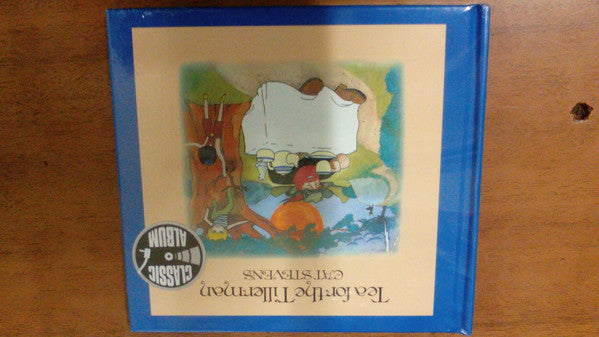 Tea for the Tillerman
CAT STEVENS
CLASSIC
ALBUM